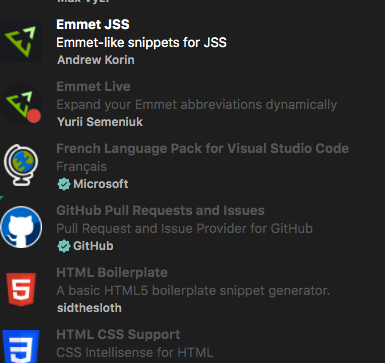 Emmet JSS
Emmet-like snippets for JSS
Andrew Korin
Emmet Live
Expand your Emmet abbreviations dynamically
Yurii Semeniuk
French Language Pack for Visual Studio Code
Français
Microsoft
GitHub Pull Requests and Issues
Pull Request and Issue Provider for GitHub
GitHub
HTML Boilerplate
A basic HTML5 boilerplate snippet generator.
sidthesloth
HTML CSS Support
CSS Intellisense for HTML